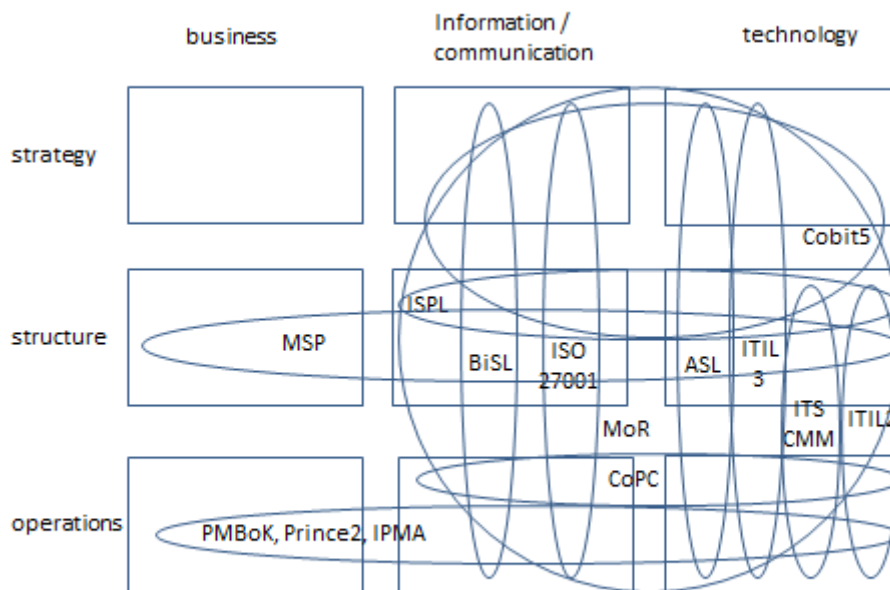 business
Information /
communication
technology
strategy
Cobit5
ISPL
structure
MSP
BiSL
ISO
27001
ASL
ITIL
3
ITS
CMM
ITIL2
MoR
CoPC
operations
PMBoK, Prince2, IPMA